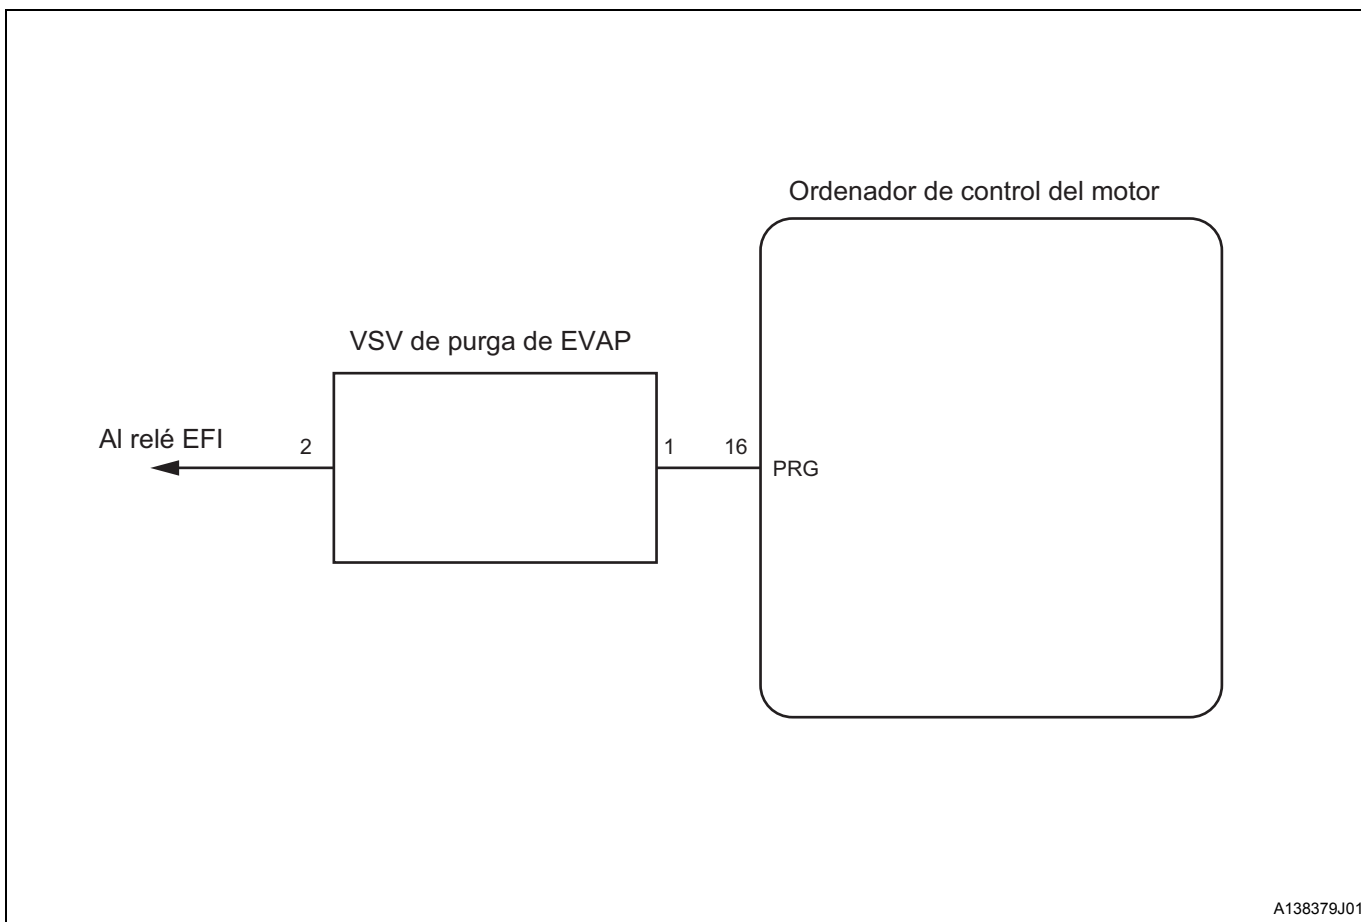 Ordenador de control del motor
VSV de purga de EVAP
Al relé EFI
2
1
16
PRG
A138379J01